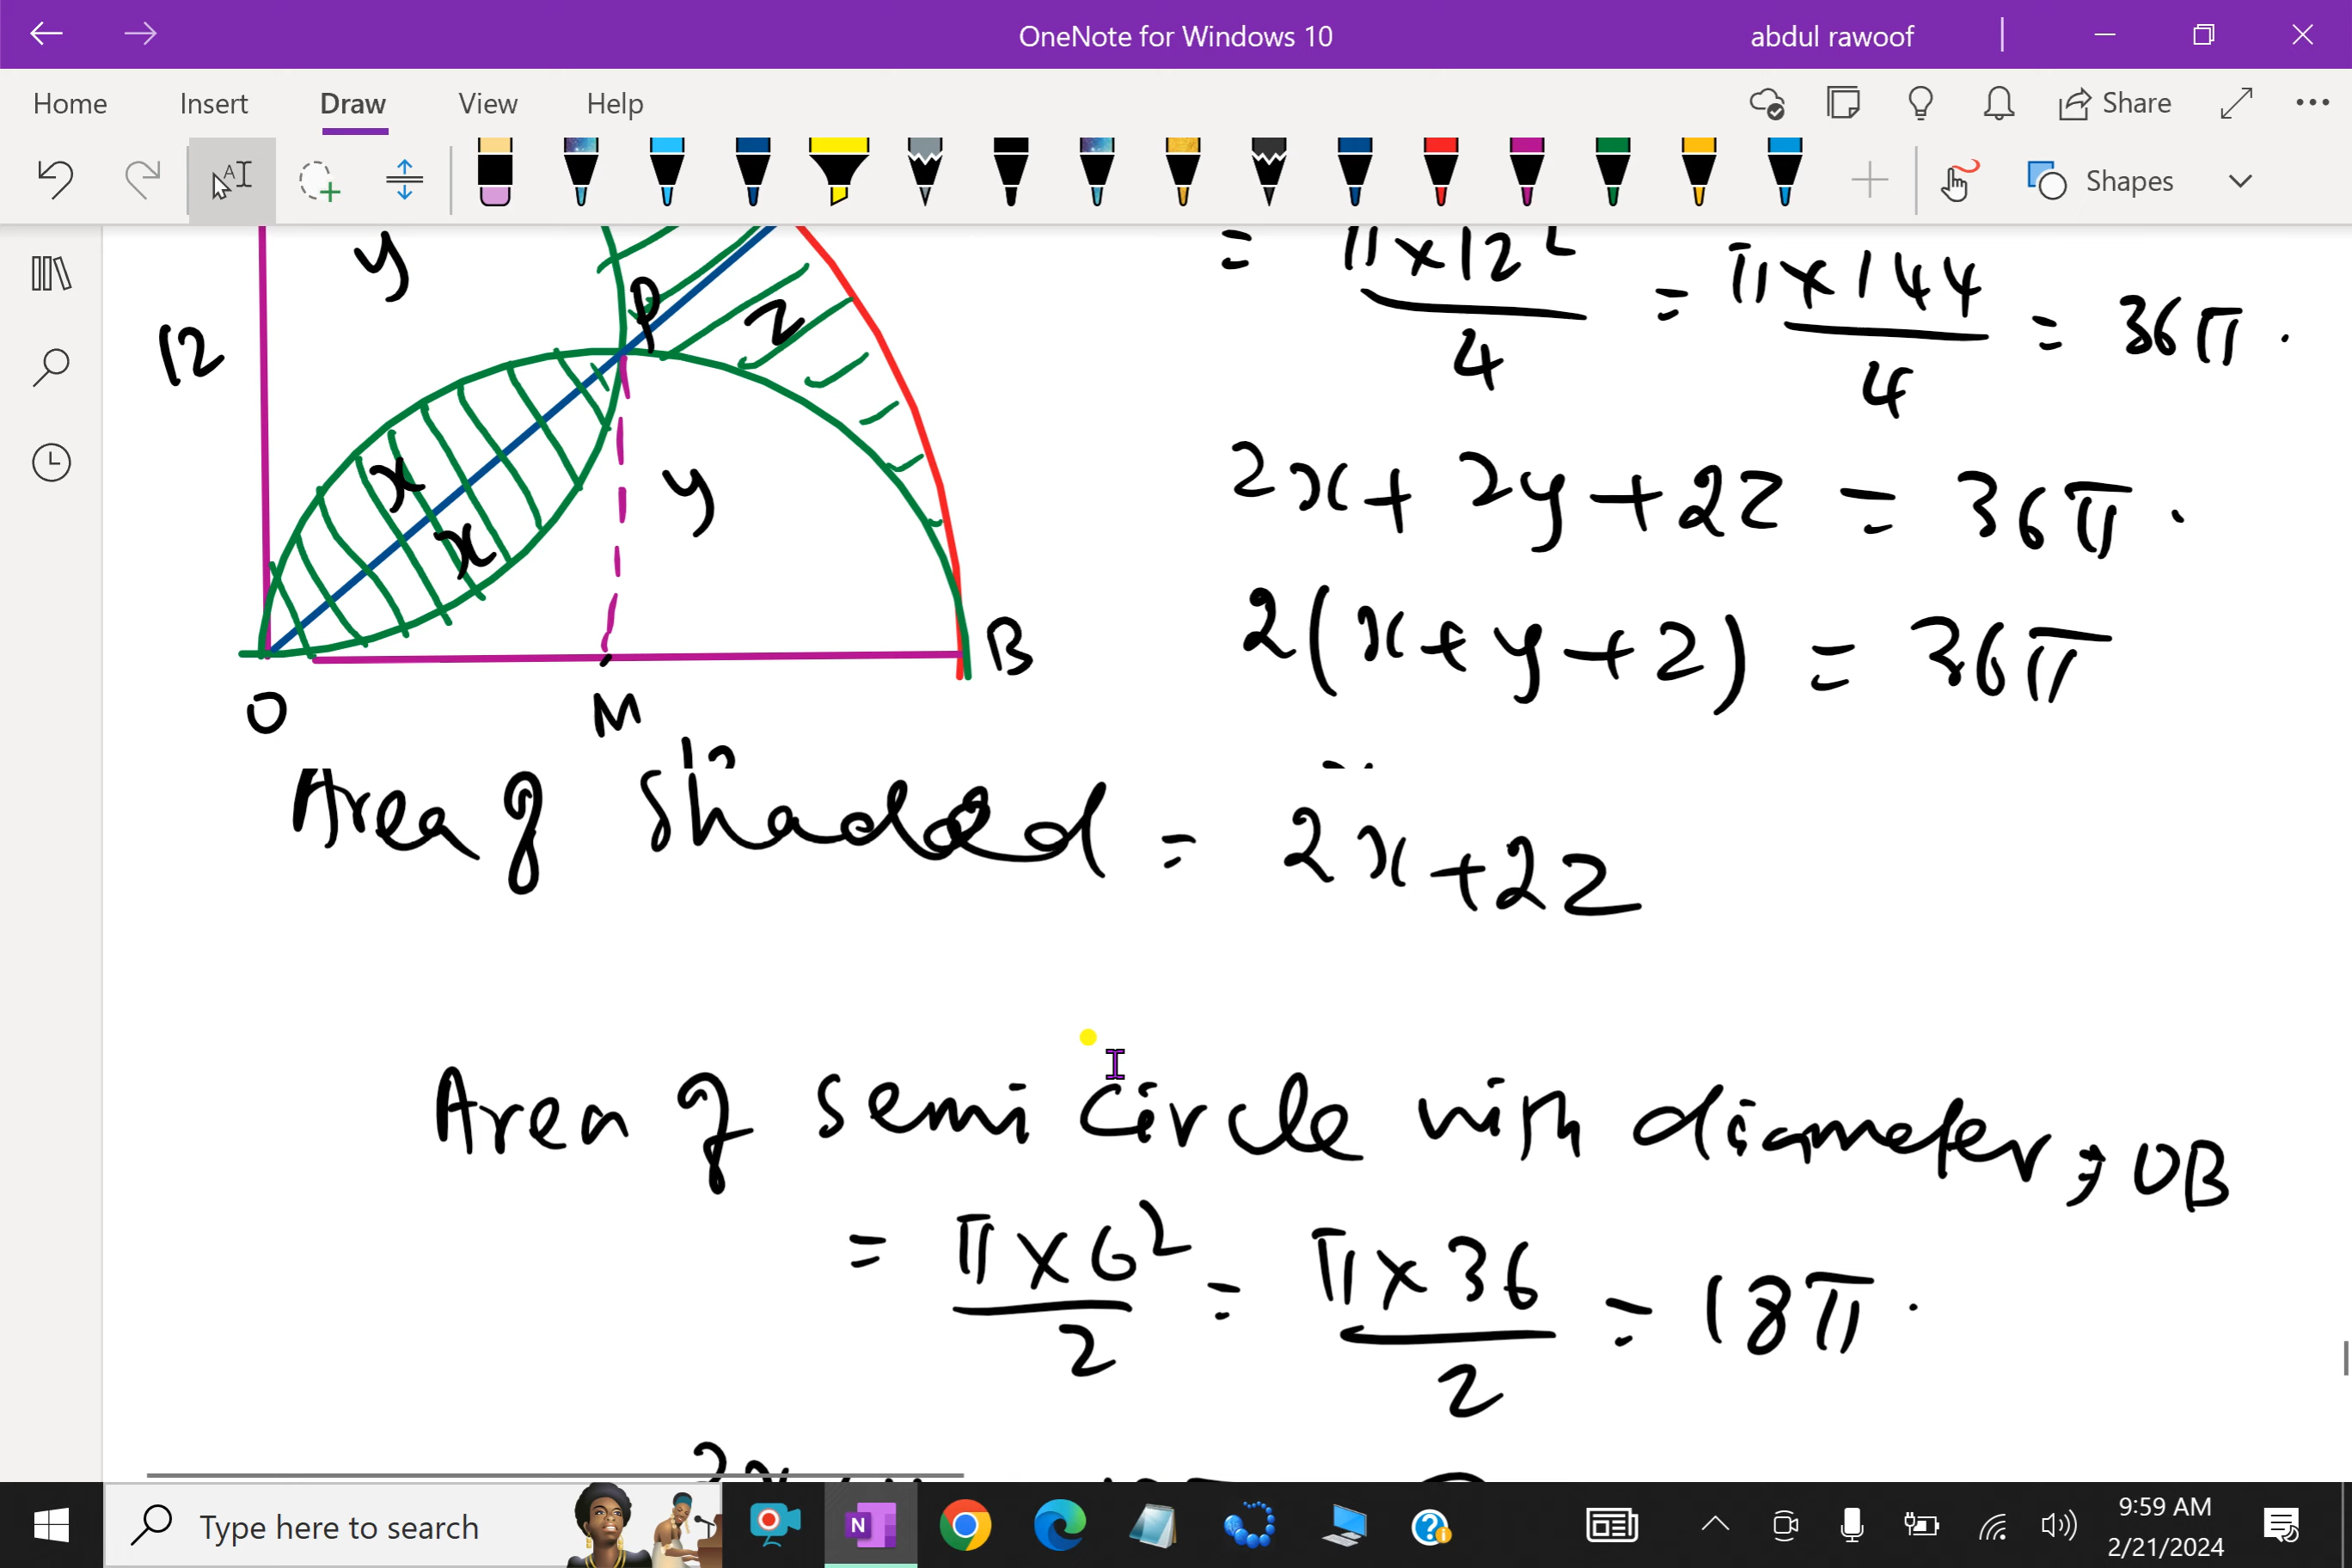 OneNote for Windows 10
abdul rawoof
Home Insert Draw View Help
Share
Shapes
y
12
P
z
x
x
y
O
M
B
= π×12² / 4 = π×144 / 4 = 36π.
2x + 2y + 2z = 36π.
2(x + y + z) = 36π
Area of shaded = 2x + 2z
Area of semi circle with diameter, OB
= π×6² / 2 = π×36 / 2 = 18π.
Type here to search
9:59 AM
2/21/2024